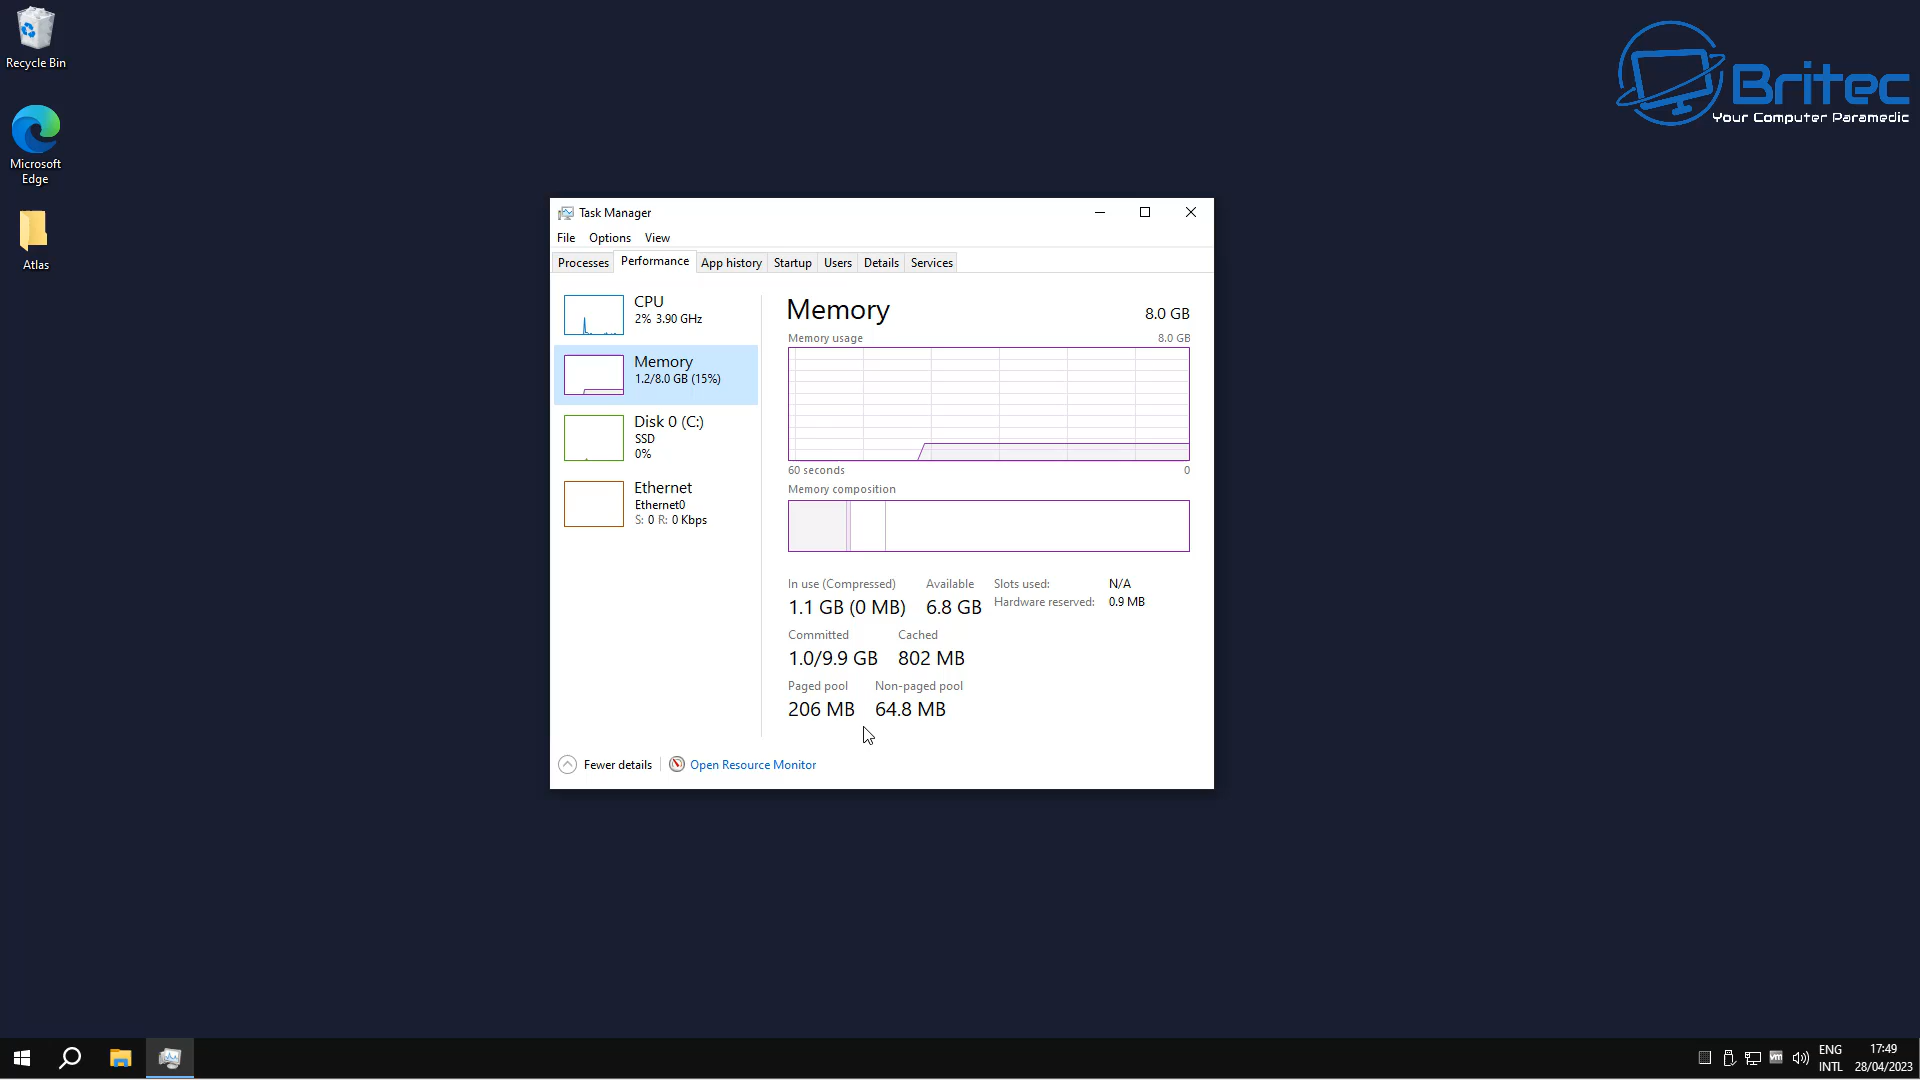 Recycle Bin
Microsoft
Edge
Atlas
Britec
Your Computer Paramedic
Task Manager
File Options View
Processes Performance App history Startup Users Details Services
CPU
2% 3.90 GHz
Memory
1.2/8.0 GB (15%)
Disk 0 (C:)
SSD
0%
Ethernet
Ethernet0
S: 0 R: 0 Kbps
Memory 8.0 GB
Memory usage 8.0 GB
60 seconds 0
Memory composition
In use (Compressed) Available Slots used: N/A
1.1 GB (0 MB) 6.8 GB Hardware reserved: 0.9 MB
Committed Cached
1.0/9.9 GB 802 MB
Paged pool Non-paged pool
206 MB 64.8 MB
Fewer details Open Resource Monitor
vm
ENG
INTL
17:49
28/04/2023